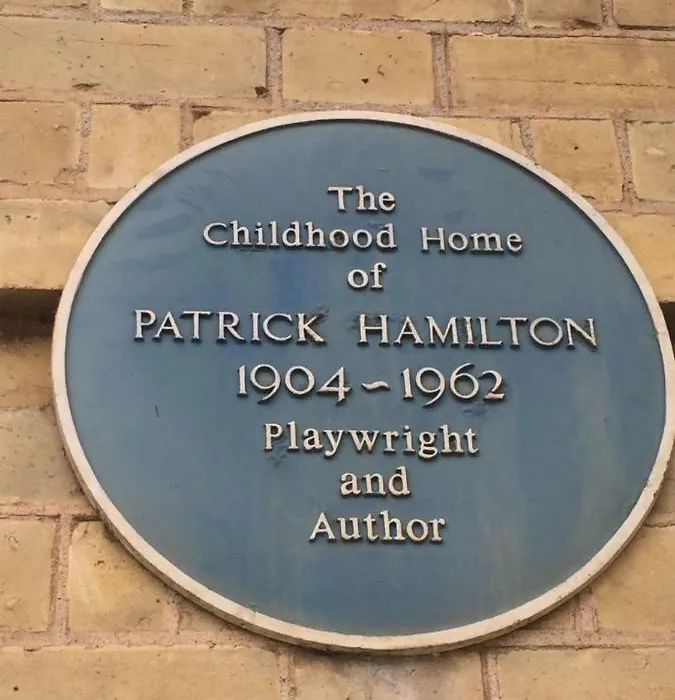 The
Childhood Home
of
PATRICK HAMILTON
1904~1962
Playwright
and
Author